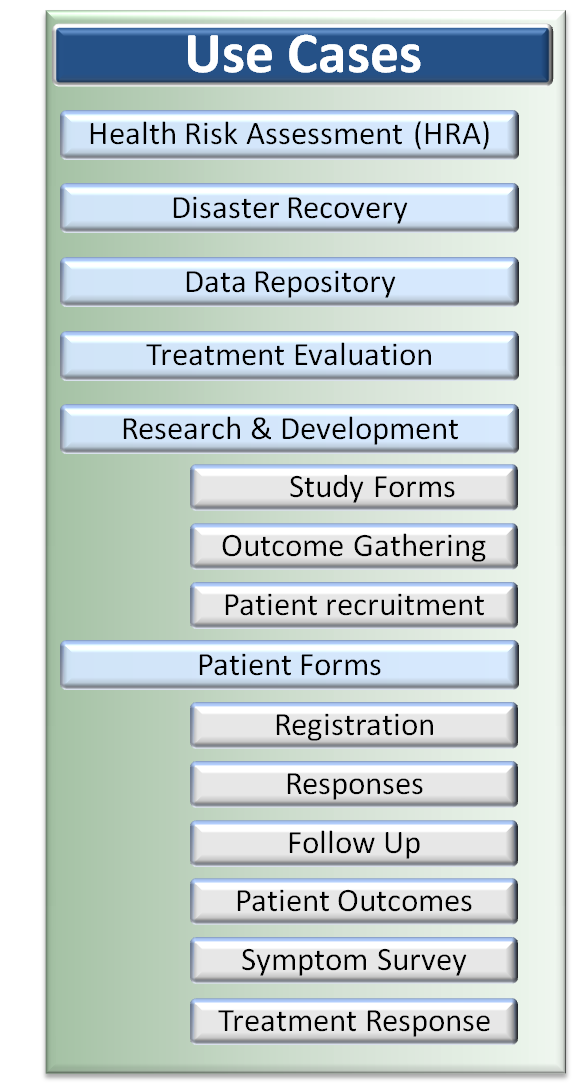 Use Cases
Health Risk Assessment (HRA)
Disaster Recovery
Data Repository
Treatment Evaluation
Research & Development
Study Forms
Outcome Gathering
Patient recruitment
Patient Forms
Registration
Responses
Follow Up
Patient Outcomes
Symptom Survey
Treatment Response